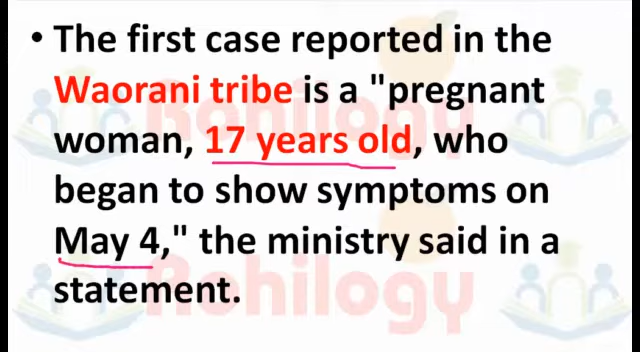 • The first case reported in the
Waorani tribe is a "pregnant
woman, 17 years old, who
began to show symptoms on
May 4," the ministry said in a
statement.
Rohilogy
Rohilogy